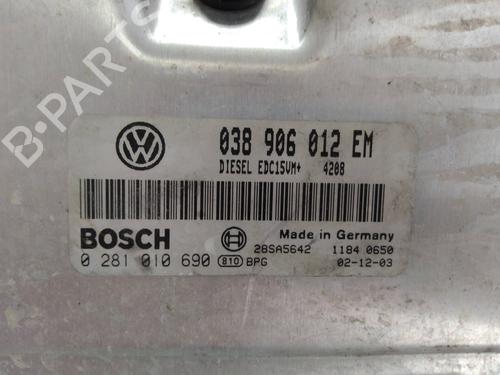 038 906 012 EM
DIESEL EDC15VM+ 4208
BOSCH
Made in Germany
28SA5642 1184 0650
0 281 010 690 810 BPG 02-12-03
B-PARTS